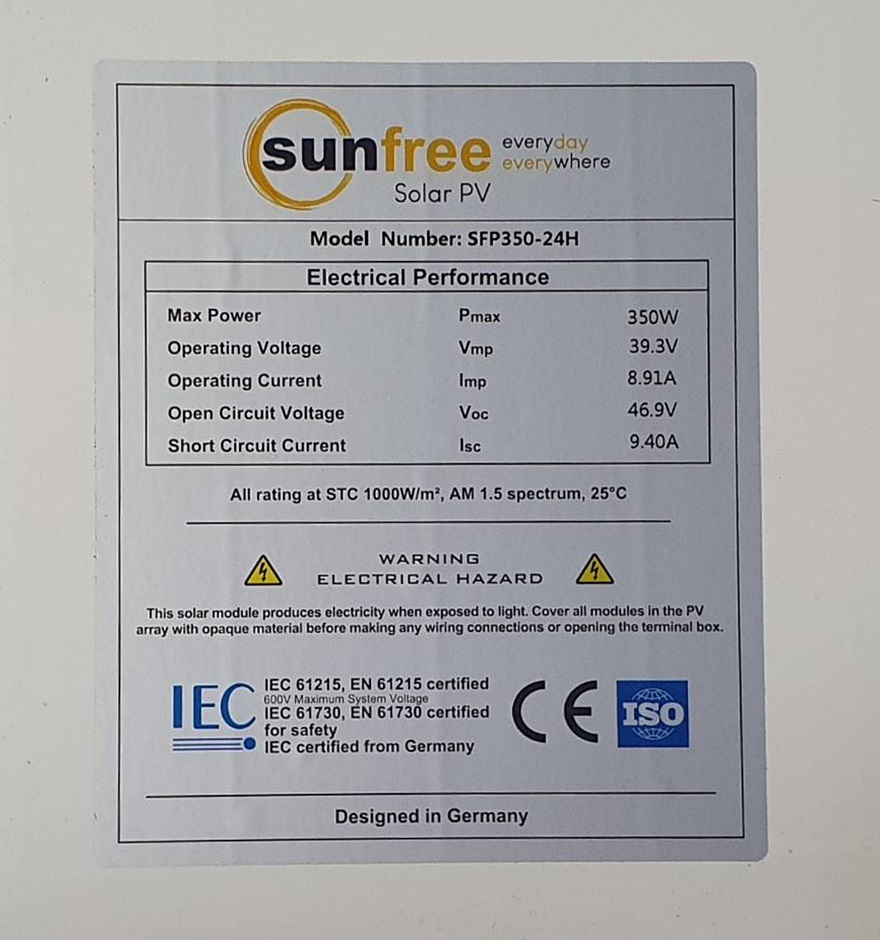 sunfree everyday
everywhere
Solar PV
Model Number: SFP350-24H
Electrical Performance
Max Power Pmax 350W
Operating Voltage Vmp 39.3V
Operating Current Imp 8.91A
Open Circuit Voltage Voc 46.9V
Short Circuit Current Isc 9.40A
All rating at STC 1000W/m², AM 1.5 spectrum, 25°C
WARNING
ELECTRICAL HAZARD
This solar module produces electricity when exposed to light. Cover all modules in the PV
array with opaque material before making any wiring connections or opening the terminal box.
IEC
IEC 61215, EN 61215 certified
600V Maximum System Voltage
IEC 61730, EN 61730 certified
for safety
IEC certified from Germany
CE
ISO
Designed in Germany